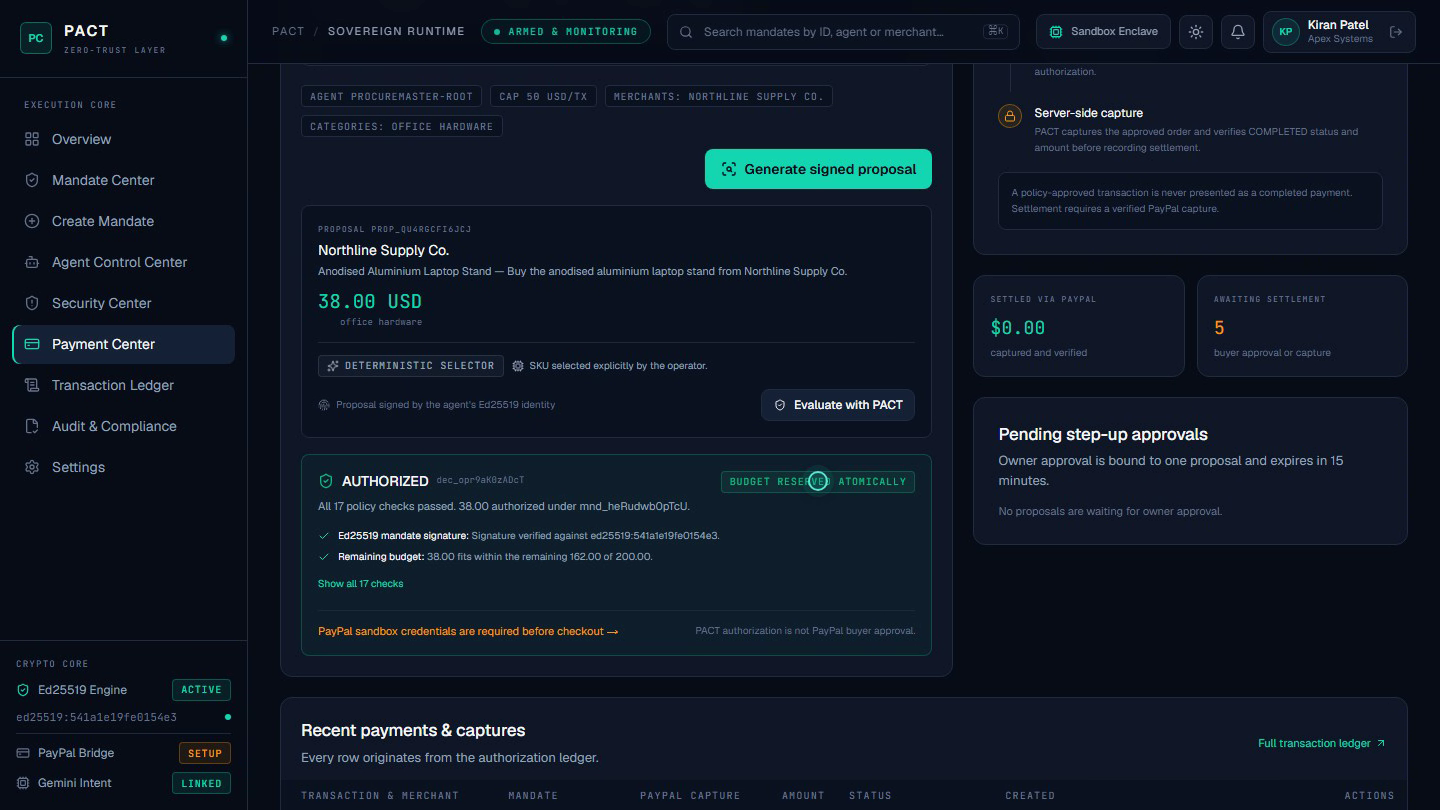 PC
PACT
ZERO-TRUST LAYER
EXECUTION CORE
Overview
Mandate Center
Create Mandate
Agent Control Center
Security Center
Payment Center
Transaction Ledger
Audit & Compliance
Settings
CRYPTO CORE
Ed25519 Engine
ACTIVE
ed25519:541a1e19fe0154e3
PayPal Bridge
SETUP
Gemini Intent
LINKED
PACT / SOVEREIGN RUNTIME
ARMED & MONITORING
Search mandates by ID, agent or merchant…
⌘K
Sandbox Enclave
KP
Kiran Patel
Apex Systems
AGENT PROCUREMASTER-ROOT
CAP 50 USD/TX
MERCHANTS: NORTHLINE SUPPLY CO.
CATEGORIES: OFFICE HARDWARE
Generate signed proposal
PROPOSAL PROP_QU4RGCFI6JCJ
Northline Supply Co.
Anodised Aluminium Laptop Stand — Buy the anodised aluminium laptop stand from Northline Supply Co.
38.00 USD
office hardware
DETERMINISTIC SELECTOR
SKU selected explicitly by the operator.
Proposal signed by the agent's Ed25519 identity
Evaluate with PACT
AUTHORIZED
dec_opr9aK0zADcT
BUDGET RESERVED ATOMICALLY
All 17 policy checks passed. 38.00 authorized under mnd_heRudwb0pTcU.
Ed25519 mandate signature: Signature verified against ed25519:541a1e19fe0154e3.
Remaining budget: 38.00 fits within the remaining 162.00 of 200.00.
Show all 17 checks
PayPal sandbox credentials are required before checkout →
PACT authorization is not PayPal buyer approval.
authorization.
Server-side capture
PACT captures the approved order and verifies COMPLETED status and
amount before recording settlement.
A policy-approved transaction is never presented as a completed payment.
Settlement requires a verified PayPal capture.
SETTLED VIA PAYPAL
$0.00
captured and verified
AWAITING SETTLEMENT
5
buyer approval or capture
Pending step-up approvals
Owner approval is bound to one proposal and expires in 15
minutes.
No proposals are waiting for owner approval.
Recent payments & captures
Every row originates from the authorization ledger.
Full transaction ledger
TRANSACTION & MERCHANT
MANDATE
PAYPAL CAPTURE
AMOUNT
STATUS
CREATED
ACTIONS